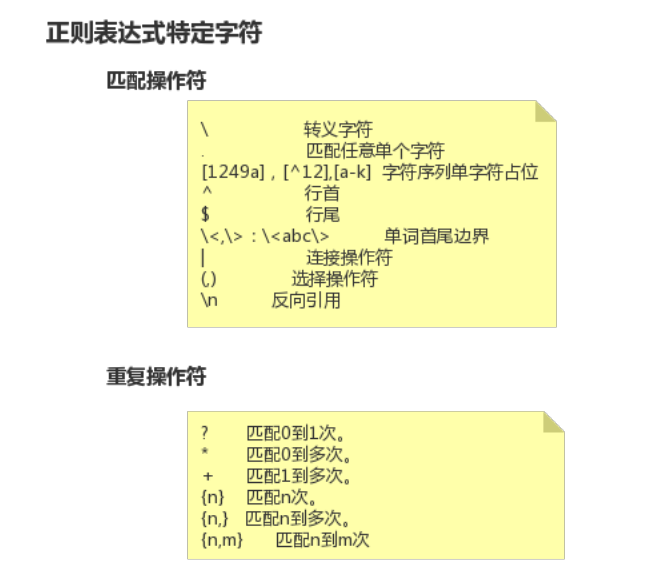 正则表达式特定字符
匹配操作符
\ 转义字符
. 匹配任意单个字符
[1249a] , [^12],[a-k] 字符序列单字符占位
^ 行首
$ 行尾
\<,\> : \<abc\> 单词首尾边界
| 连接操作符
(,) 选择操作符
\n 反向引用
重复操作符
? 匹配0到1次。
* 匹配0到多次。
+ 匹配1到多次。
{n} 匹配n次。
{n,} 匹配n到多次。
{n,m} 匹配n到m次